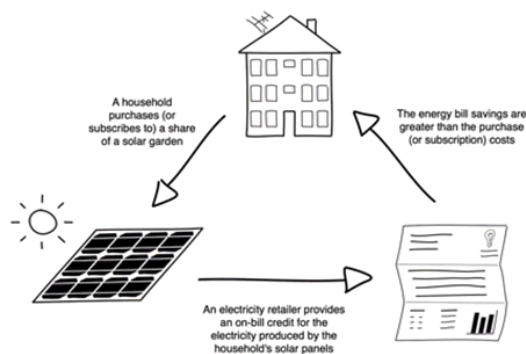 A household
purchases (or
subscribes to) a share
of a solar garden
The energy bill savings are
greater than the purchase
(or subscription) costs
An electricity retailer provides
an on-bill credit for the
electricity produced by the
household's solar panels